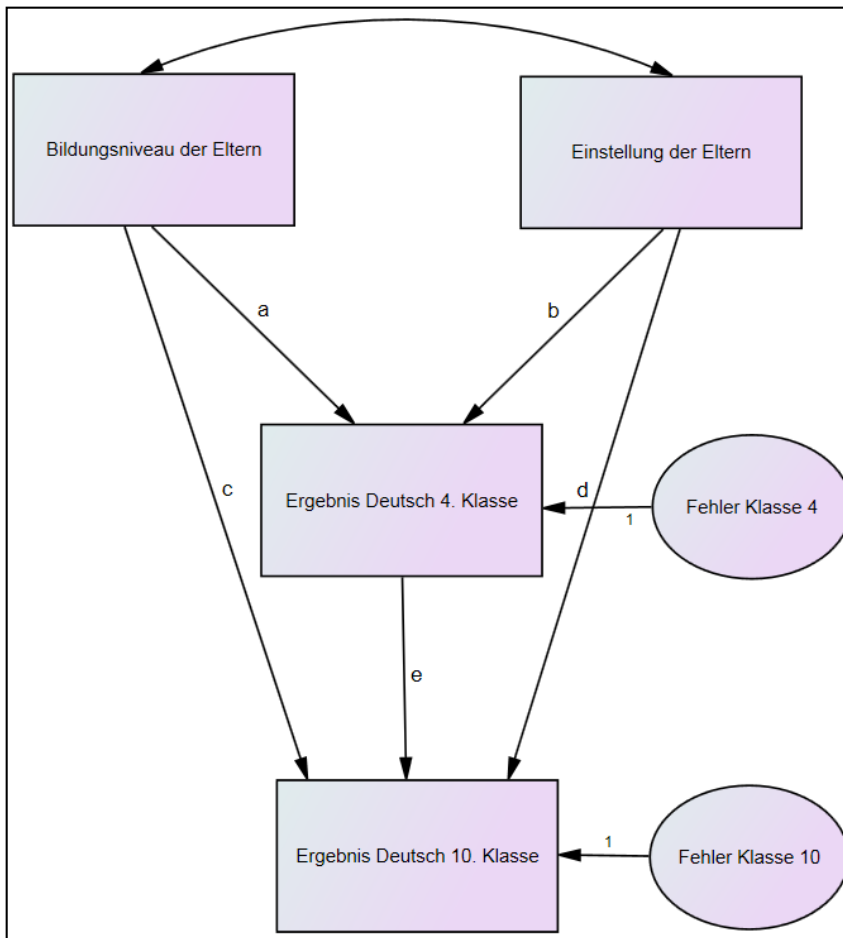 Bildungsniveau der Eltern
Einstellung der Eltern
a
b
c
Ergebnis Deutsch 4. Klasse
d
1
Fehler Klasse 4
e
Ergebnis Deutsch 10. Klasse
1
Fehler Klasse 10